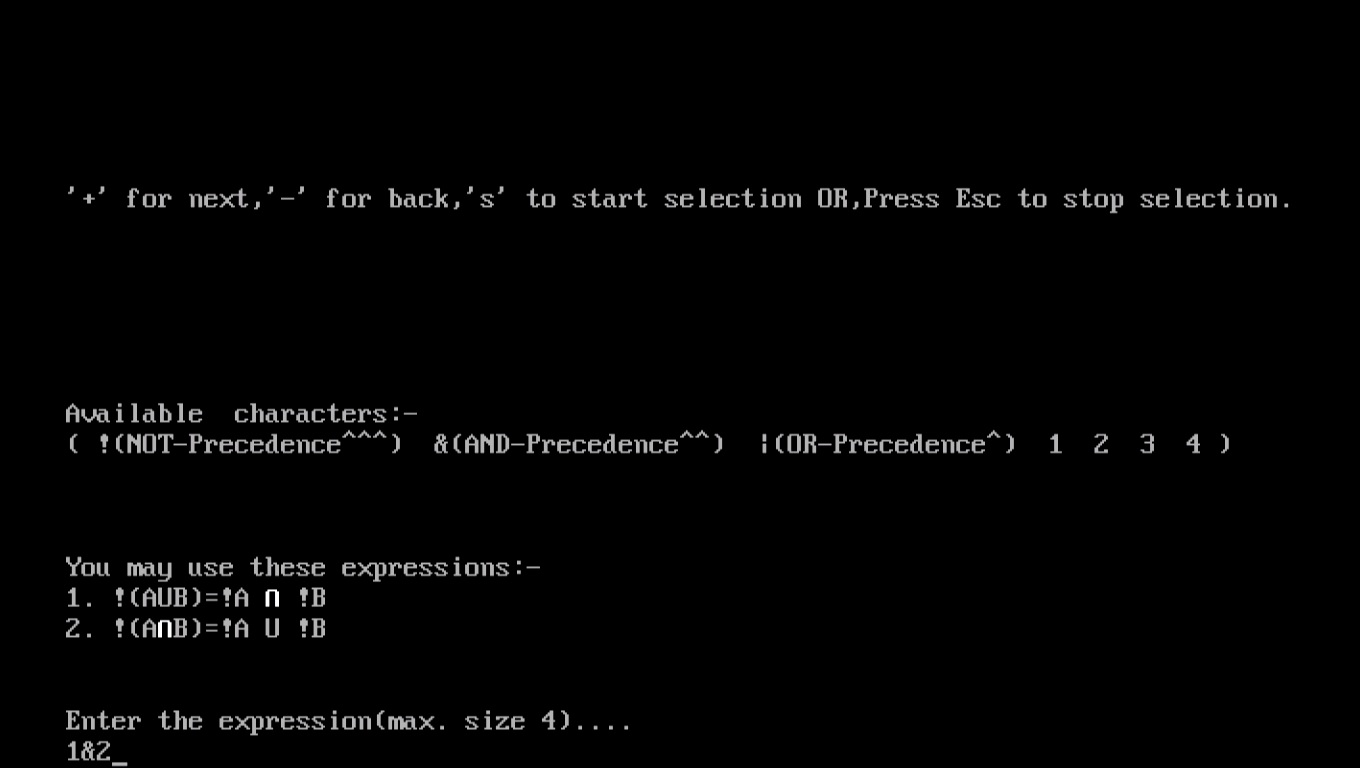 '+' for next,'-' for back,'s' to start selection OR,Press Esc to stop selection.
Available  characters:-
( !(NOT-Precedence^^^)  &(AND-Precedence^^)  |(OR-Precedence^)  1  2  3  4 )
You may use these expressions:-
1. !(AUB)=!A ∩ !B
2. !(A∩B)=!A U !B
Enter the expression(max. size 4)....
1&2_